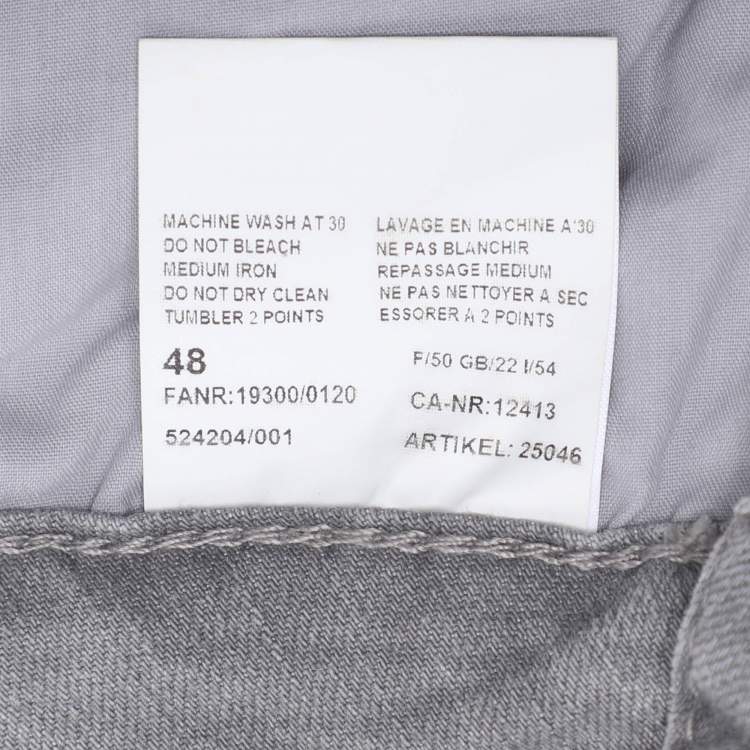 MACHINE WASH AT 30
DO NOT BLEACH
MEDIUM IRON
DO NOT DRY CLEAN
TUMBLER 2 POINTS
LAVAGE EN MACHINE A'30
NE PAS BLANCHIR
REPASSAGE MEDIUM
NE PAS NETTOYER A SEC
ESSORER A 2 POINTS
48
F/50 GB/22 I/54
FANR:19300/0120
CA-NR:12413
524204/001
ARTIKEL: 25046